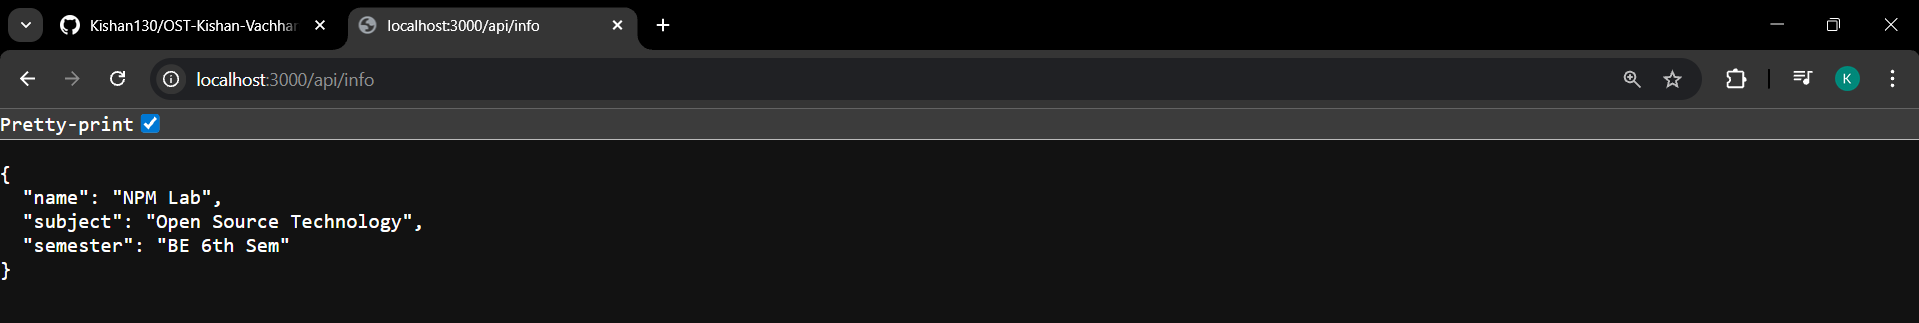 Kishan130/OST-Kishan-Vachhar
localhost:3000/api/info
localhost:3000/api/info
K
Pretty-print
{
  "name": "NPM Lab",
  "subject": "Open Source Technology",
  "semester": "BE 6th Sem"
}